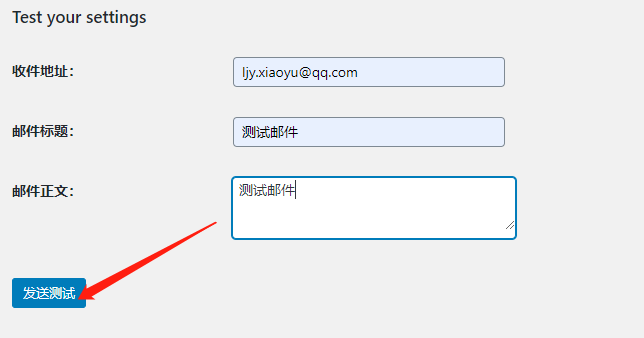 Test your settings
收件地址：
ljy.xiaoyu@qq.com
邮件标题：
测试邮件
邮件正文：
测试邮件
发送测试